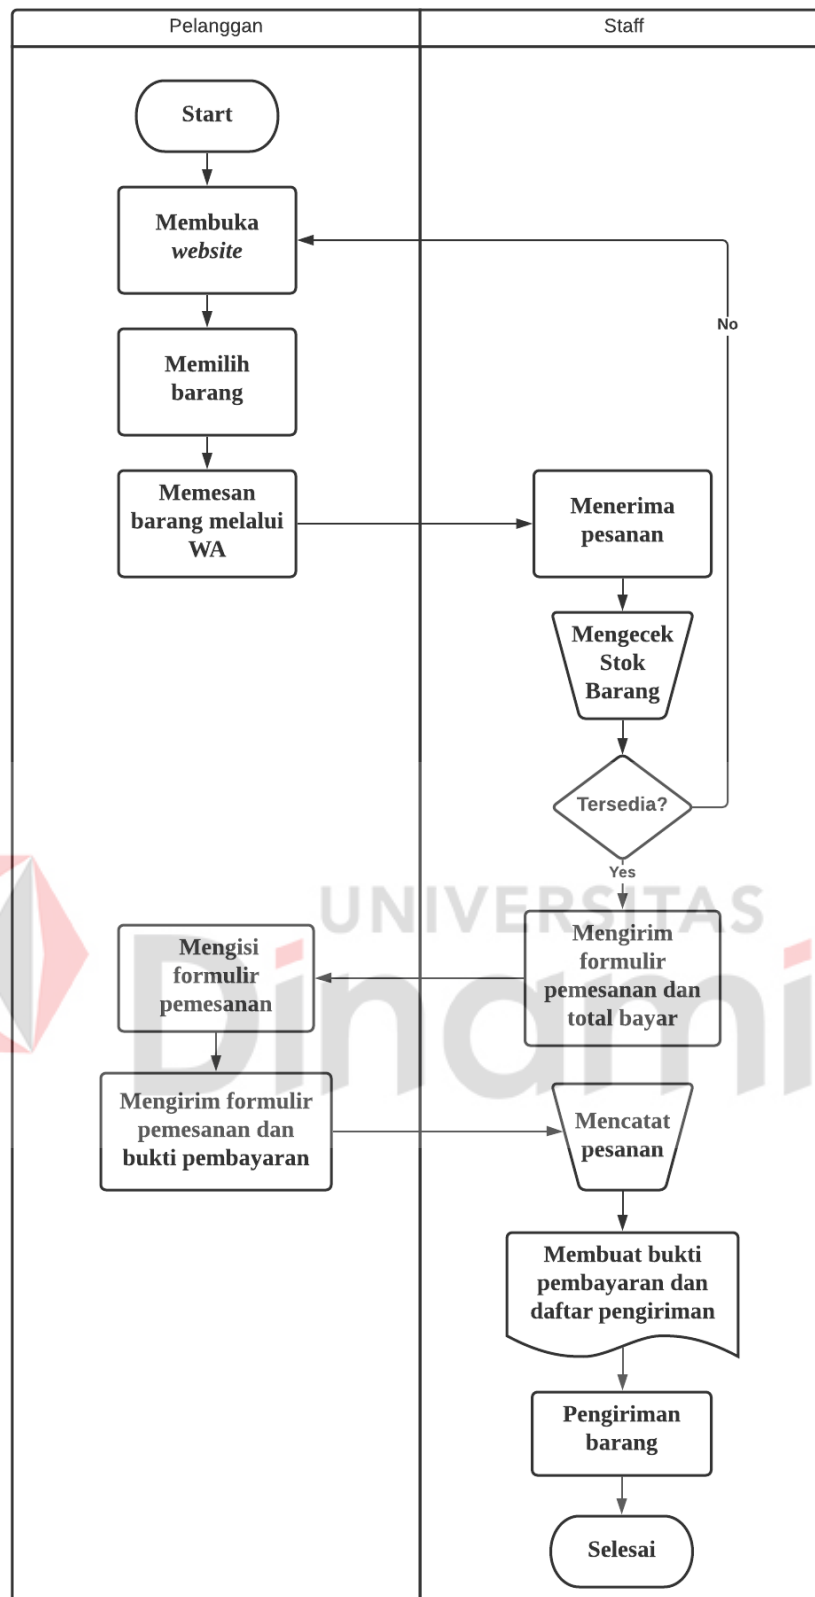 Pelanggan
Staff
Start
Membuka
website
No
Memilih
barang
Memesan
barang melalui
WA
Menerima
pesanan
Mengecek
Stok
Barang
Tersedia?
Yes
UNIVERSITAS
Dinami
Mengirim
formulir
pemesanan dan
total bayar
Mengisi
formulir
pemesanan
Mengirim formulir
pemesanan dan
bukti pembayaran
Mencatat
pesanan
Membuat bukti
pembayaran dan
daftar pengiriman
Pengiriman
barang
Selesai